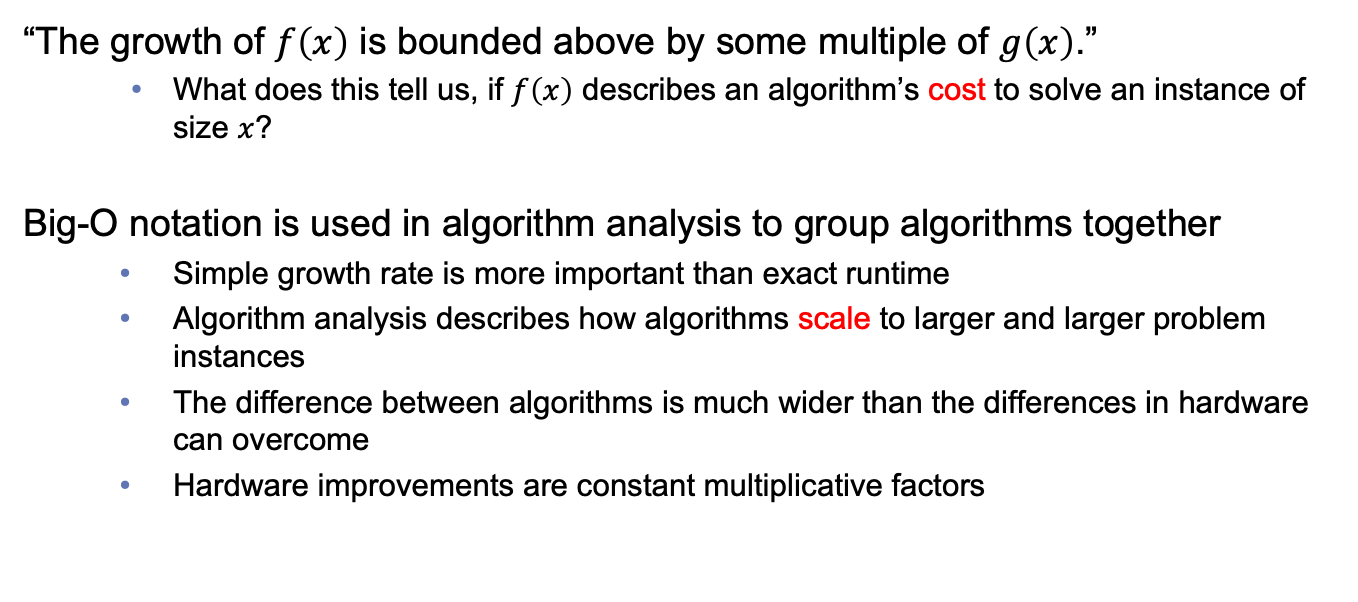 “The growth of 𝑓(𝑥) is bounded above by some multiple of 𝑔(𝑥).”
• What does this tell us, if 𝑓(𝑥) describes an algorithm’s cost to solve an instance of
size 𝑥?
Big-O notation is used in algorithm analysis to group algorithms together
• Simple growth rate is more important than exact runtime
• Algorithm analysis describes how algorithms scale to larger and larger problem
instances
• The difference between algorithms is much wider than the differences in hardware
can overcome
• Hardware improvements are constant multiplicative factors